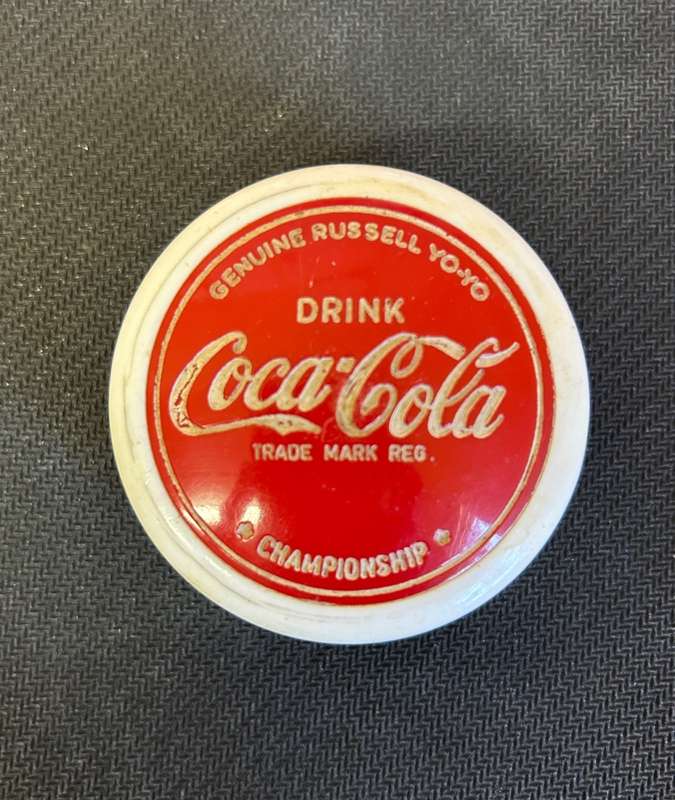 GENUINE RUSSELL YO-YO
DRINK
Coca-Cola
TRADE MARK REG.
CHAMPIONSHIP